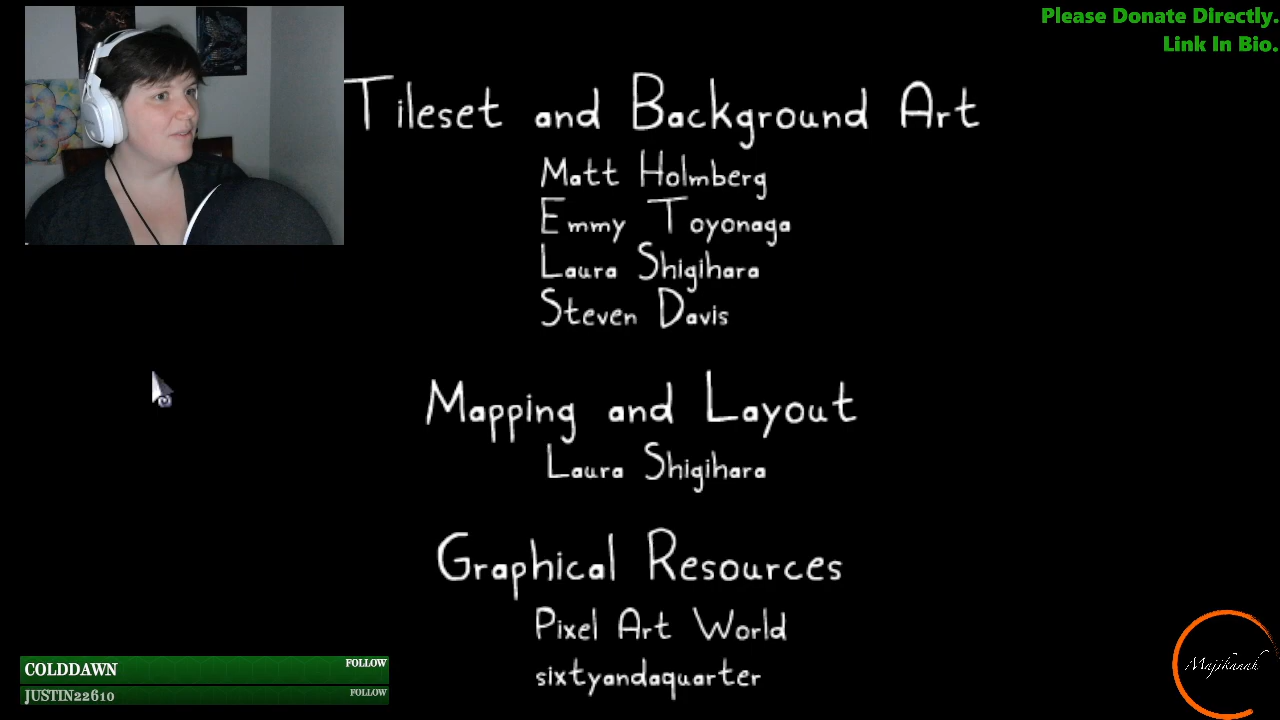 Please Donate Directly.
Link In Bio.
Tileset and Background Art
Matt Holmberg
Emmy Toyonaga
Laura Shigihara
Steven Davis
Mapping and Layout
Laura Shigihara
Graphical Resources
Pixel Art World
sixtyandaquarter
COLDDAWN FOLLOW
JUSTIN22610 FOLLOW
Majikanah